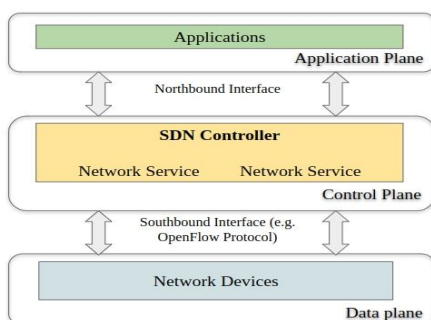 Applications
Application Plane
Northbound Interface
SDN Controller
Network Service Network Service
Control Plane
Southbound Interface (e.g.
OpenFlow Protocol)
Network Devices
Data plane